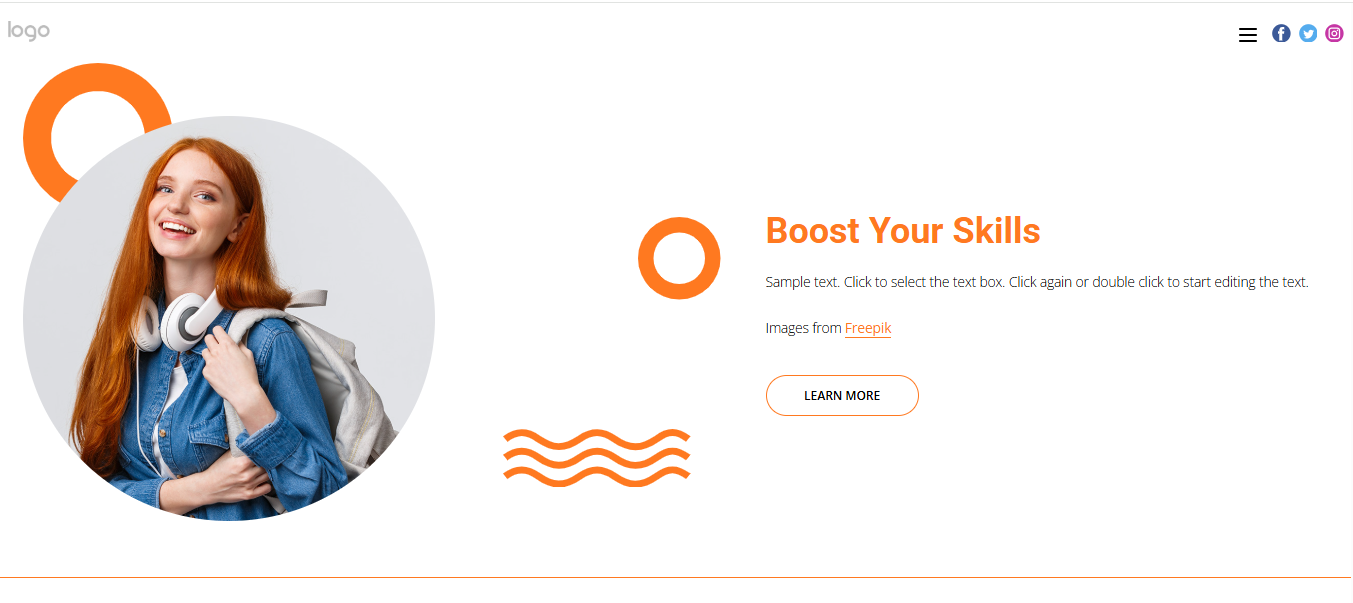 logo
Boost Your Skills
Sample text. Click to select the text box. Click again or double click to start editing the text.
Images from Freepik
LEARN MORE